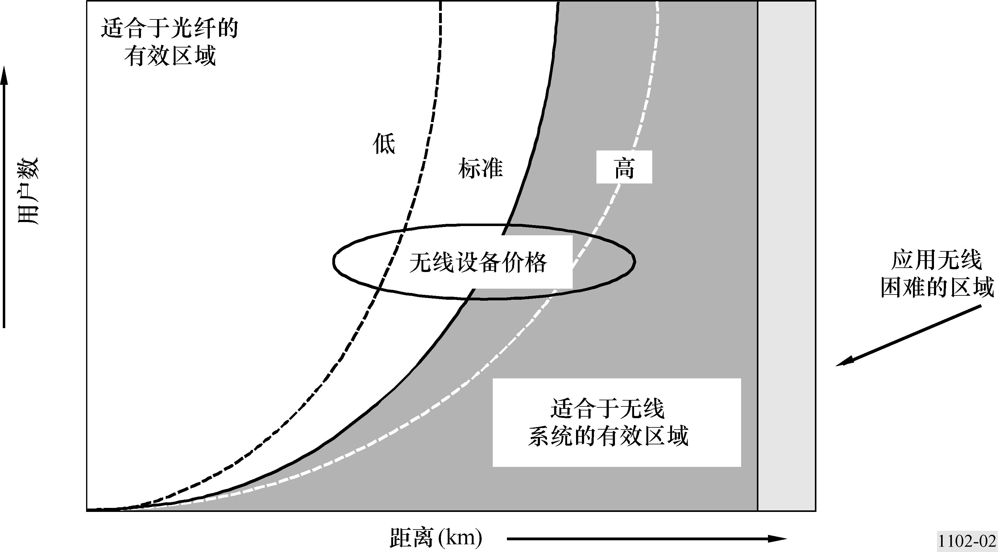 适合于光纤的
有效区域
低
标准
高
用户数
无线设备价格
应用无线
困难的区域
适合于无线
系统的有效区域
距离(km)
1102-02